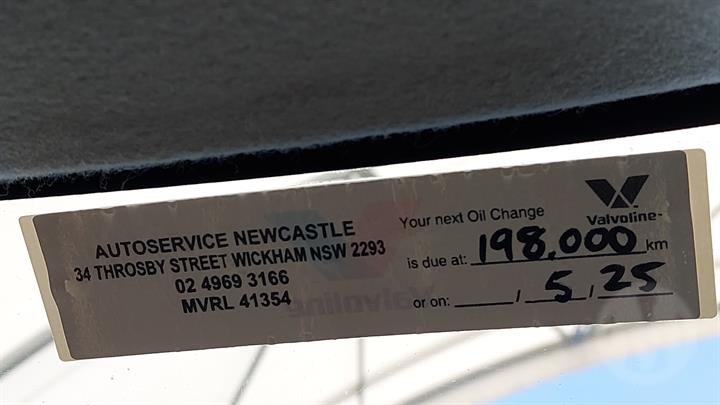 AUTOSERVICE NEWCASTLE
34 THROSBY STREET WICKHAM NSW 2293
02 4969 3166
MVRL 41354
Valvoline™
Your next Oil Change
is due at: 198,000 km
or on: / 5 / 25
Valvoline